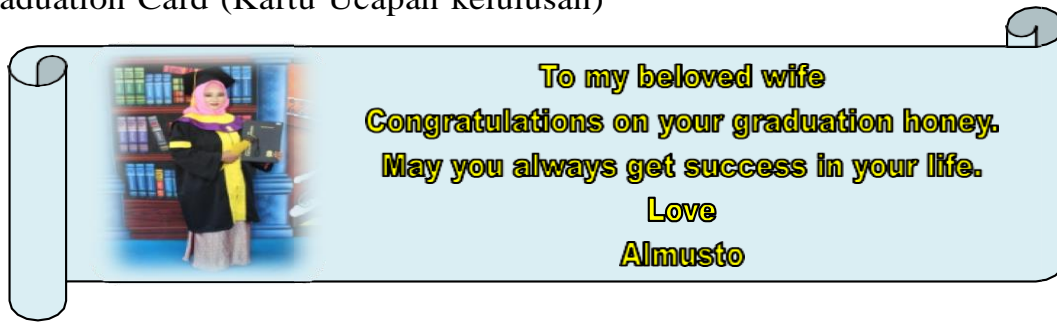 aduation Card (Kartu Ucapan kelulusan)
To my beloved wife
Congratulations on your graduation honey.
May you always get success in your life.
Love
Almusto